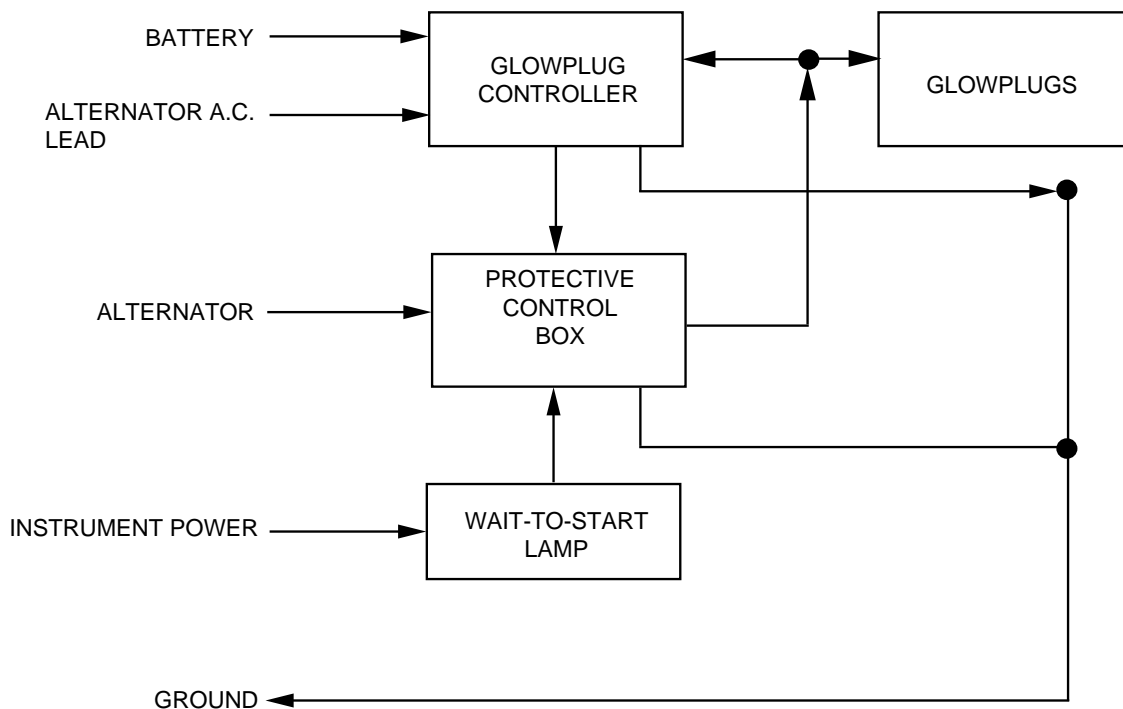 BATTERY
GLOWPLUG
CONTROLLER
GLOWPLUGS
ALTERNATOR A.C.
LEAD
PROTECTIVE
CONTROL
BOX
ALTERNATOR
INSTRUMENT POWER
WAIT-TO-START
LAMP
GROUND